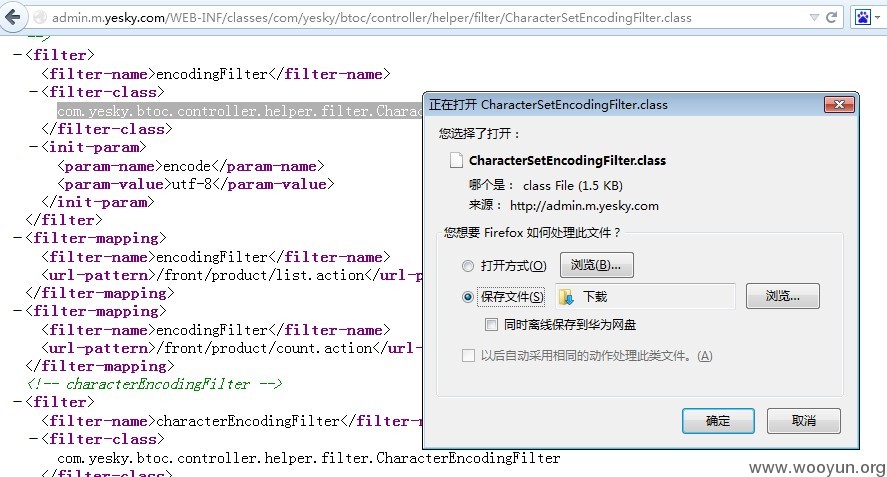 admin.m.yesky.com/WEB-INF/classes/com/yesky/btoc/controller/helper/filter/CharacterSetEncodingFilter.class
-->
−<filter>
<filter-name>encodingFilter</filter-name>
−<filter-class>
com.yesky.btoc.controller.helper.filter.Charac
</filter-class>
−<init-param>
<param-name>encode</param-name>
<param-value>utf-8</param-value>
</init-param>
</filter>
−<filter-mapping>
<filter-name>encodingFilter</filter-name>
<url-pattern>/front/product/list.action</url-p
</filter-mapping>
−<filter-mapping>
<filter-name>encodingFilter</filter-name>
<url-pattern>/front/product/count.action</url-
</filter-mapping>
<!-- characterEncodingFilter -->
−<filter>
<filter-name>characterEncodingFilter</filter-n
−<filter-class>
com.yesky.btoc.controller.helper.filter.CharacterEncodingFilter
</filter-class>
正在打开 CharacterSetEncodingFilter.class
您选择了打开：
CharacterSetEncodingFilter.class
哪个是： class File (1.5 KB)
来源： http://admin.m.yesky.com
您想要 Firefox 如何处理此文件？
打开方式(O) 浏览(B)...
保存文件(S) 下载 浏览...
同时离线保存到华为网盘
以后自动采用相同的动作处理此类文件。(A)
确定 取消
www.wooyun.org